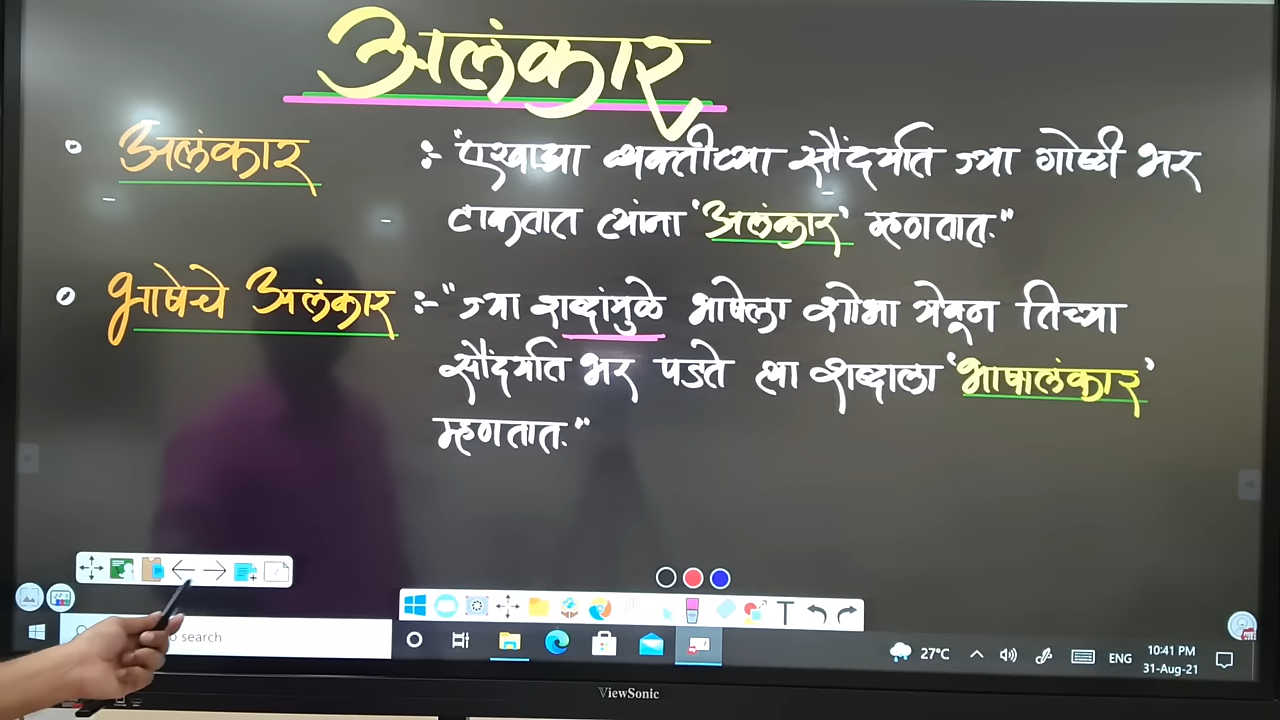 अलंकार
• अलंकार :- "एखाद्या व्यक्तीच्या सौंदर्यात ज्या गोष्टी भर
टाकतात त्यांना 'अलंकार' म्हणतात."
• भाषेचे अलंकार :- "ज्या शब्दांमुळे भाषेला शोभा येवून तिच्या
सौंदर्यात भर पडते त्या शब्दाला 'भाषालंकार'
म्हणतात."
T
o search
27°C
ENG
10:41 PM
31-Aug-21
ViewSonic